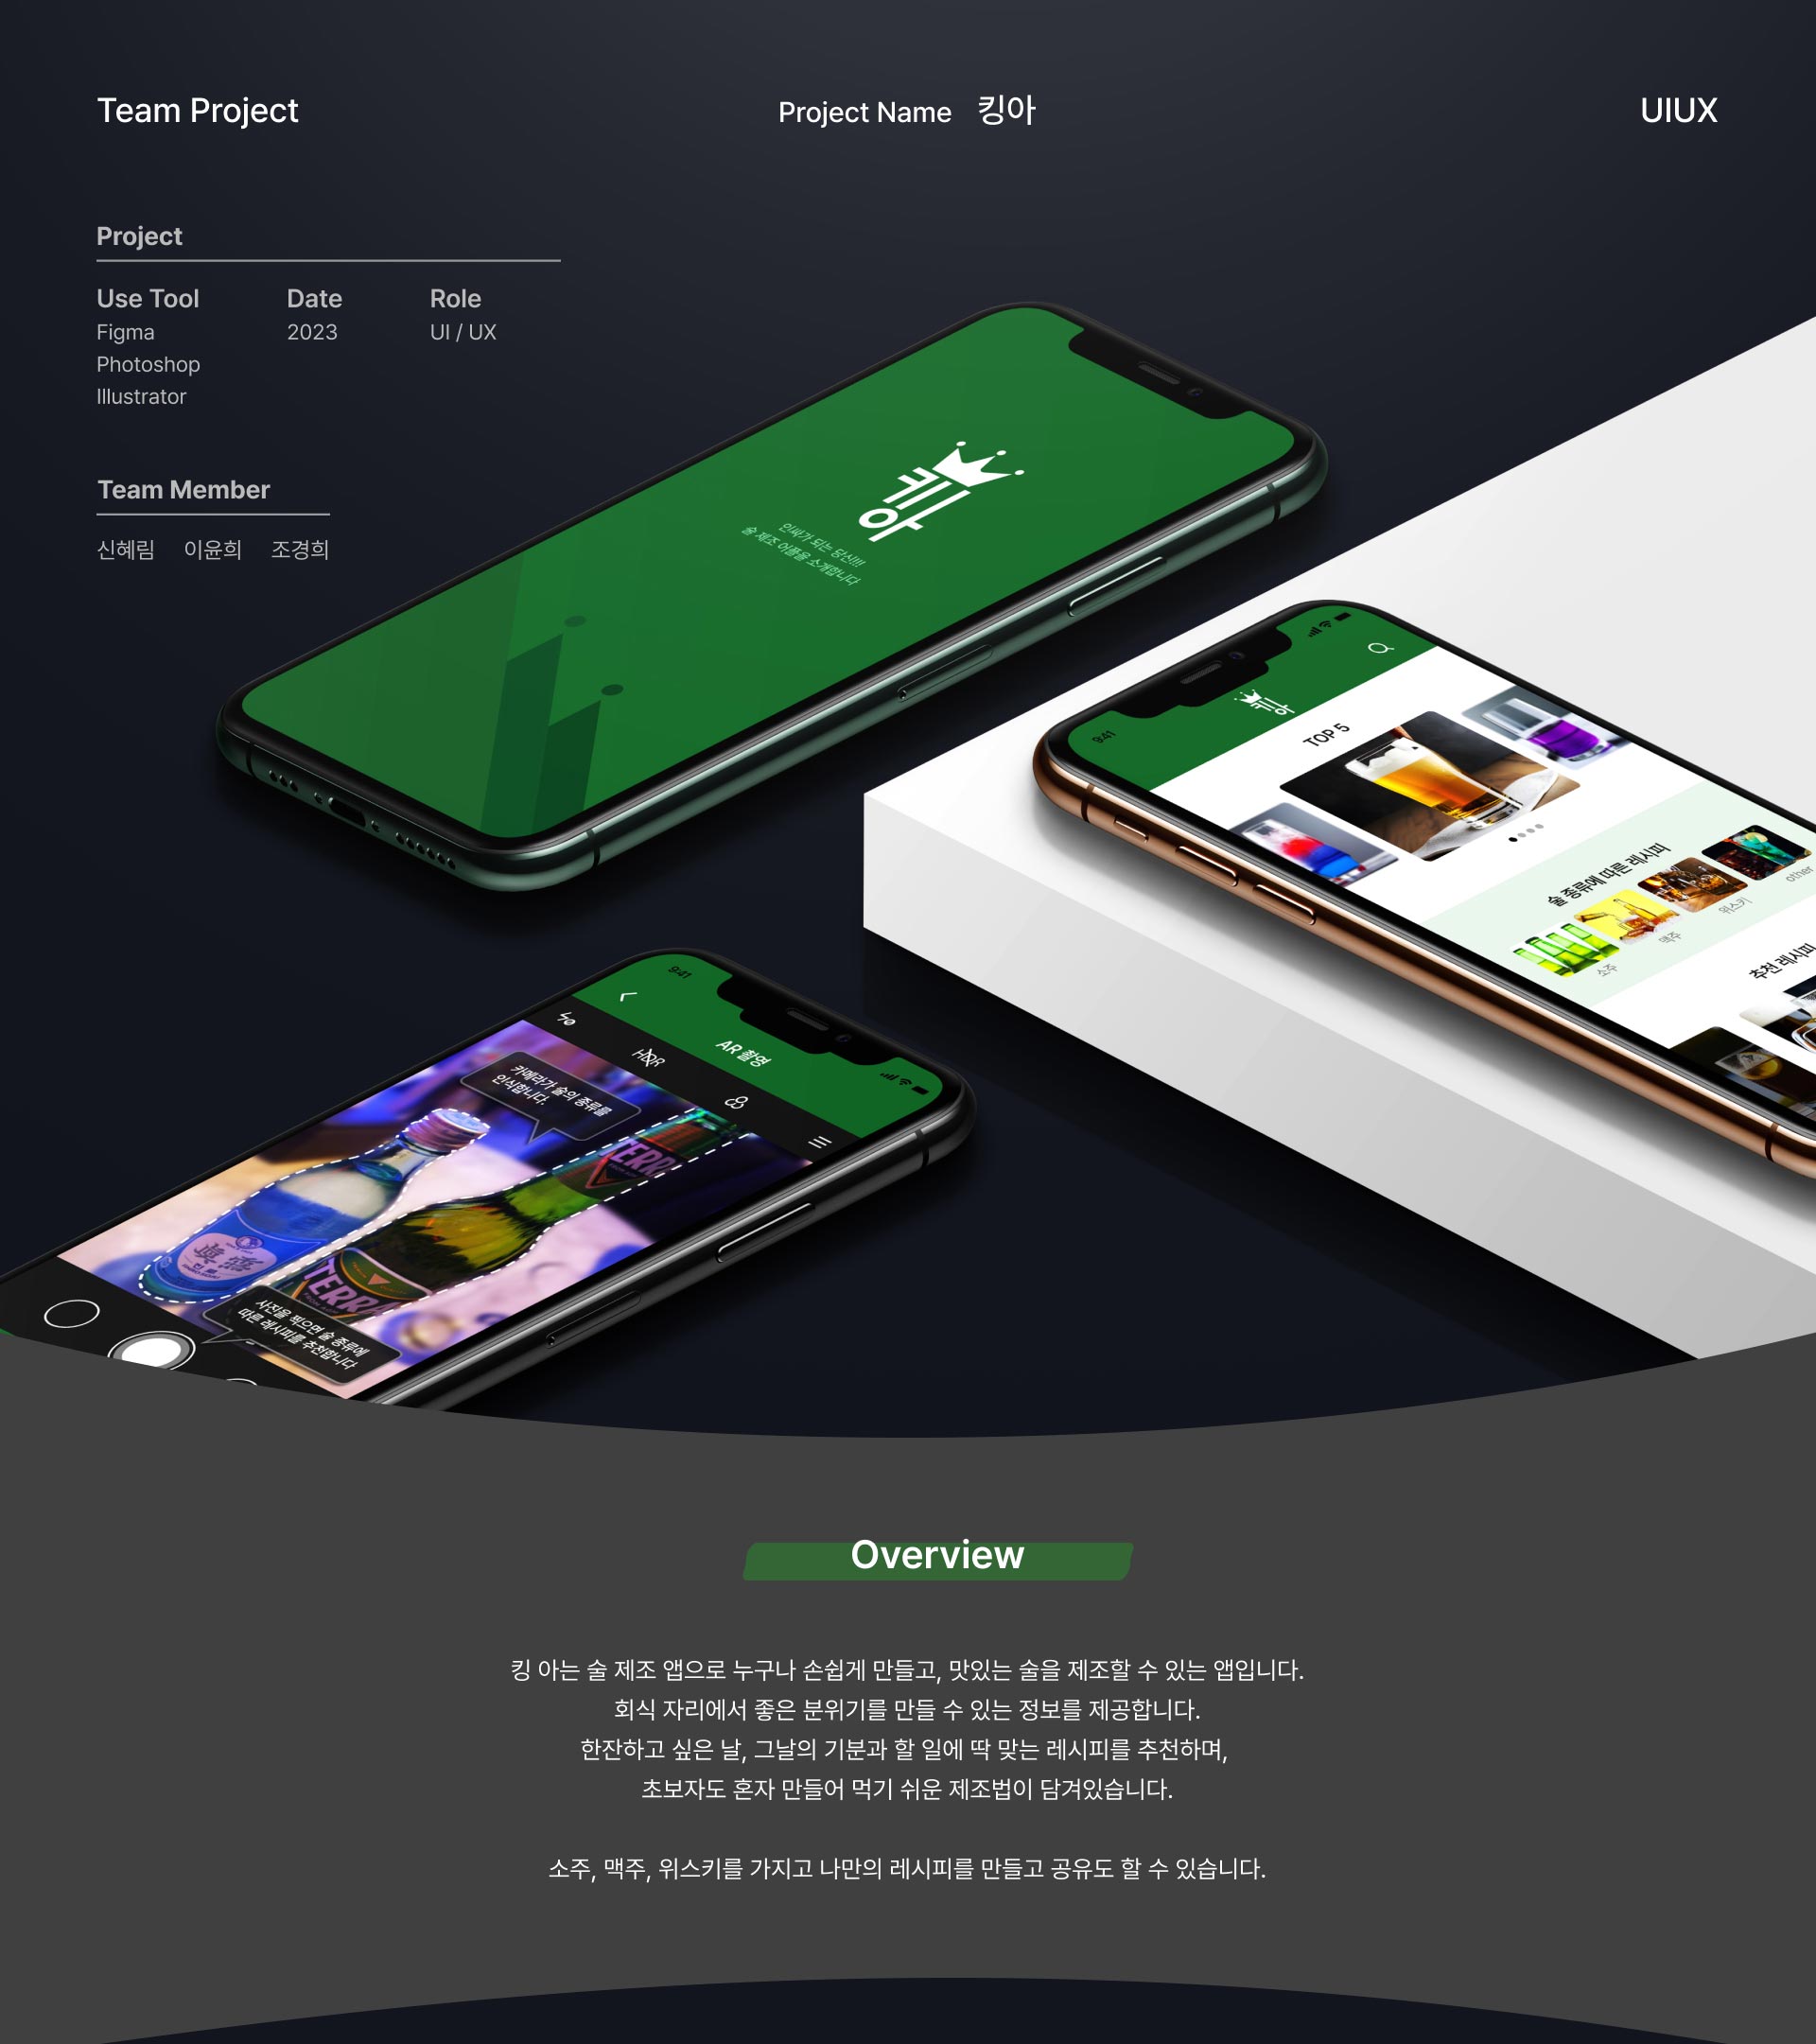 Team Project
Project Name 킹아
UIUX
Project
Use Tool
Figma
Photoshop
Illustrator
Date
2023
Role
UI / UX
Team Member
신혜림 이윤희 조경희
인싸가 되는 당신!!!
술 제조 어플을 소개합니다
9:41
TOP 5
술 종류에 따른 레시피
소주
맥주
위스키
other
추천 레시피
9:41
AR 촬영
HDR
카메라가 술의 종류를
인식합니다.
TERRA
TERRA
사진을 찍으면 술 종류에
따른 레시피를 추천합니다
Overview
킹 아는 술 제조 앱으로 누구나 손쉽게 만들고, 맛있는 술을 제조할 수 있는 앱입니다.
회식 자리에서 좋은 분위기를 만들 수 있는 정보를 제공합니다.
한잔하고 싶은 날, 그날의 기분과 할 일에 딱 맞는 레시피를 추천하며,
초보자도 혼자 만들어 먹기 쉬운 제조법이 담겨있습니다.
소주, 맥주, 위스키를 가지고 나만의 레시피를 만들고 공유도 할 수 있습니다.